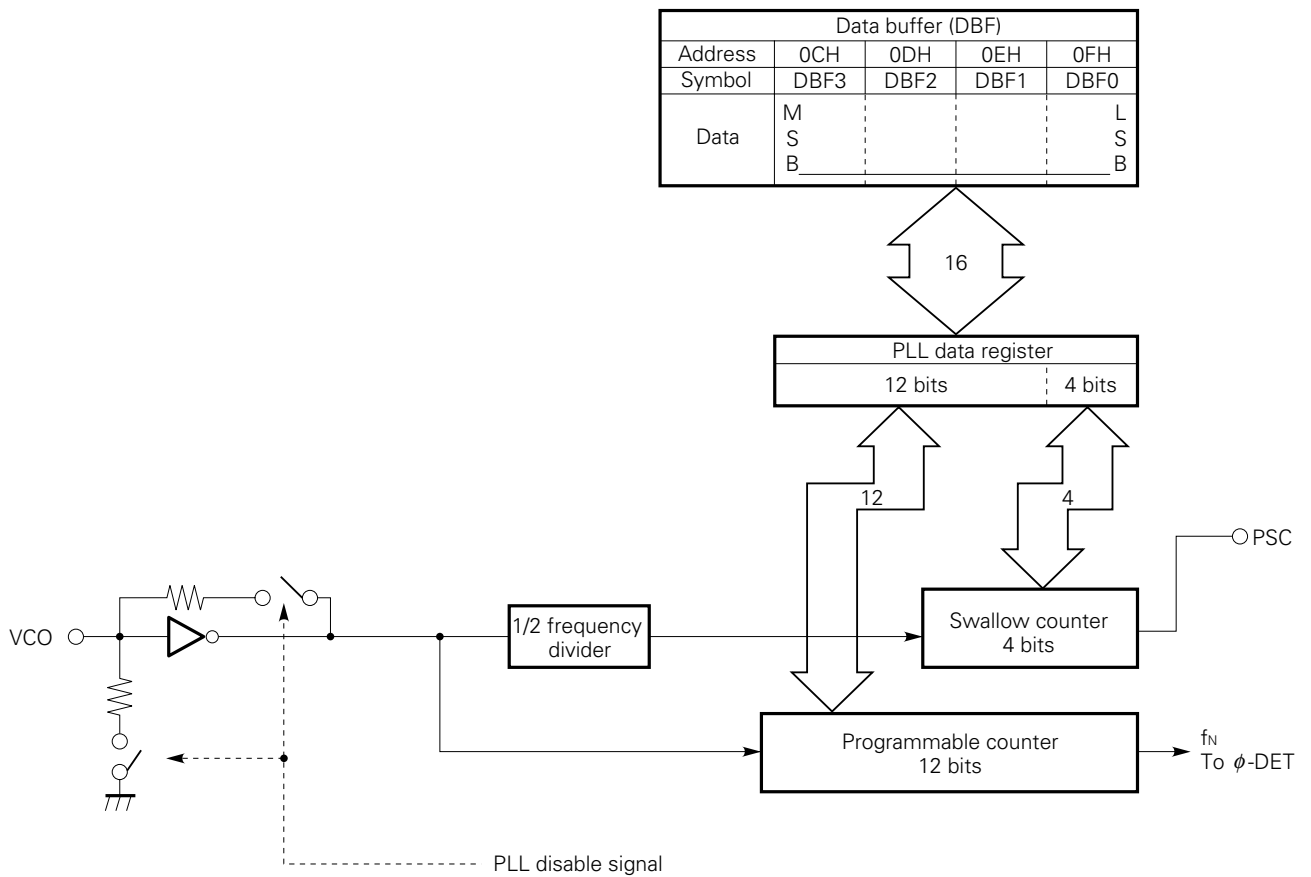 Data buffer (DBF)
Address 0CH 0DH 0EH 0FH
Symbol DBF3 DBF2 DBF1 DBF0
Data
M
S
B
L
S
B
16
PLL data register
12 bits 4 bits
12
4
PSC
VCO
1/2 frequency
divider
Swallow counter
4 bits
Programmable counter
12 bits
fN
To ϕ-DET
PLL disable signal